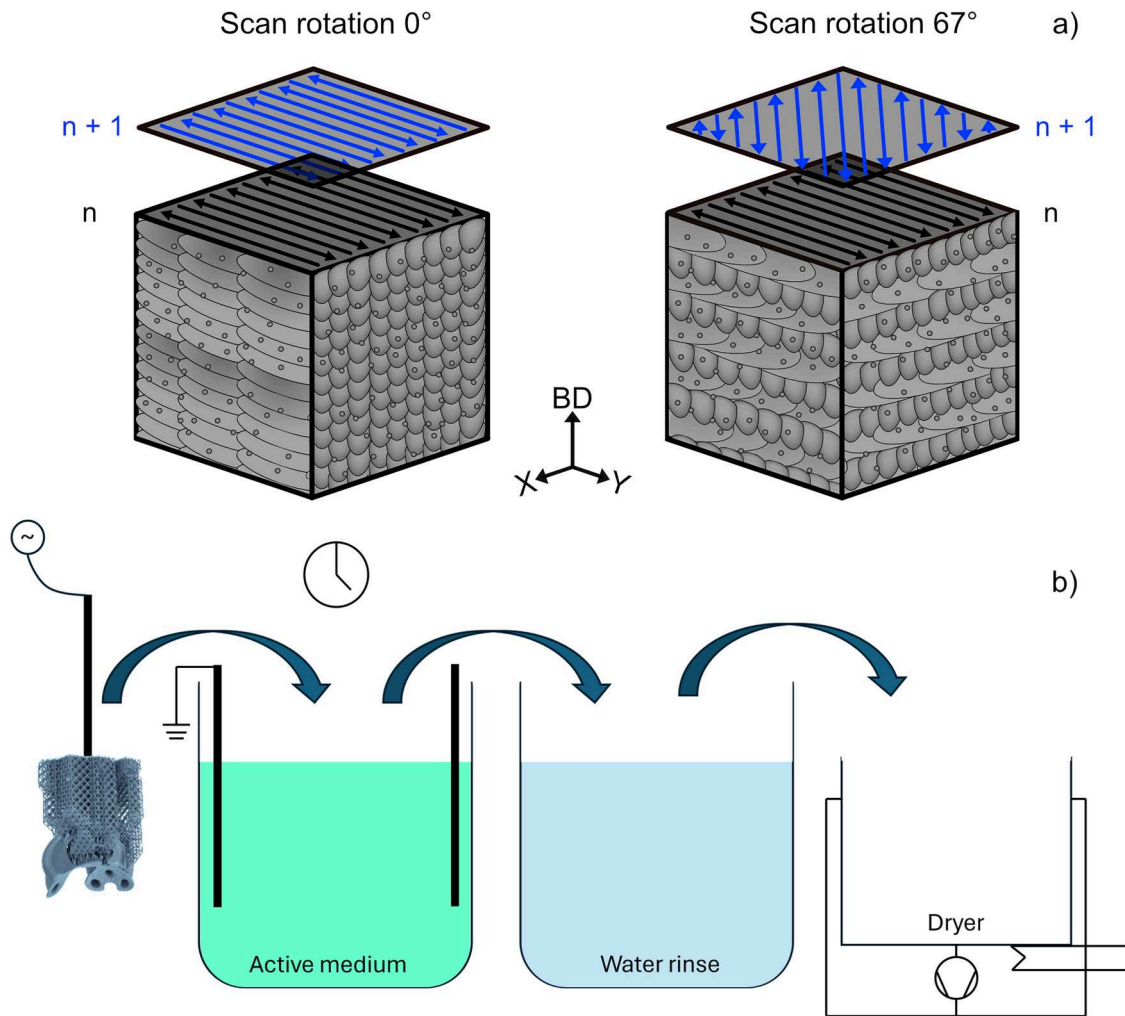 Scan rotation 0°
Scan rotation 67°
a)
n + 1
n + 1
n
n
BD
X
Y
~
b)
Dryer
Active medium
Water rinse